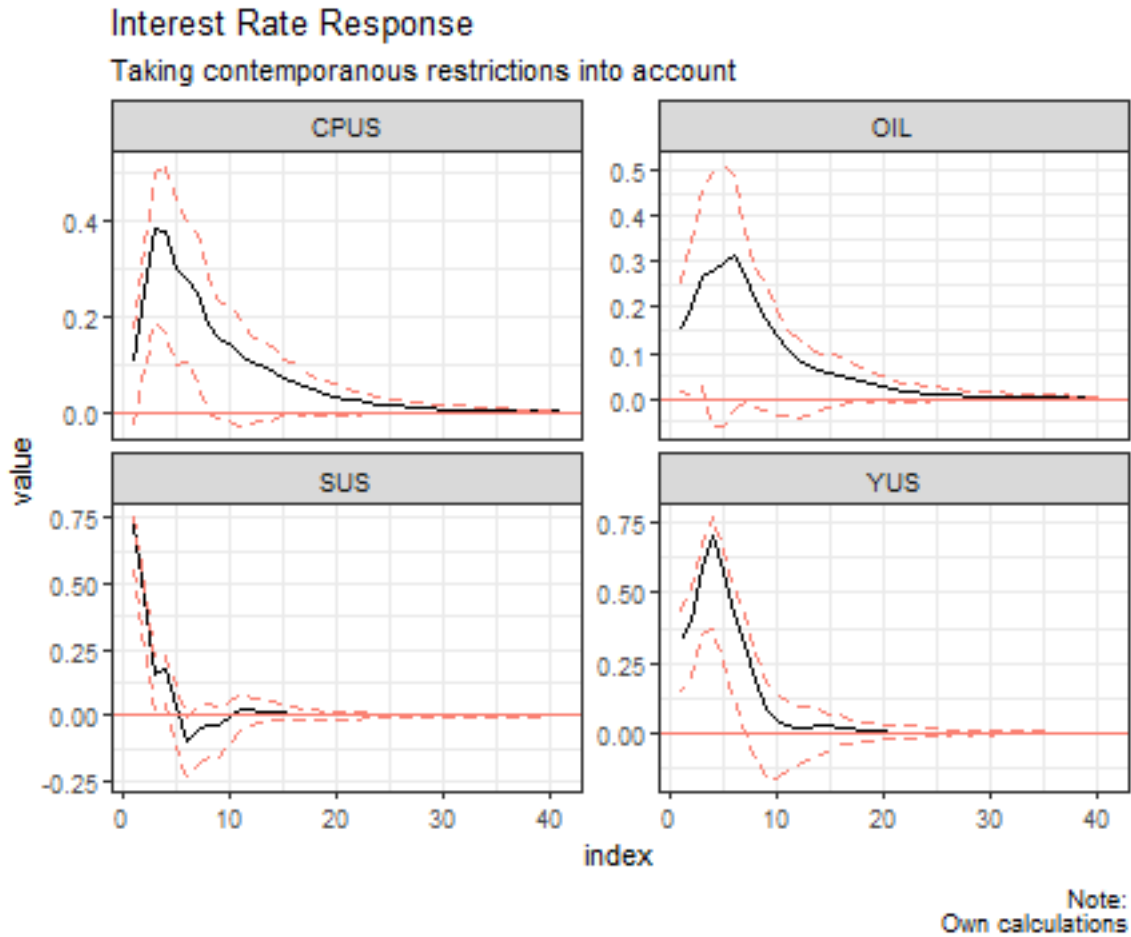 Interest Rate Response
Taking contemporanous restrictions into account
CPUS
OIL
0.4
0.2
0.0
0.5
0.4
0.3
0.2
0.1
0.0
value
SUS
YUS
0.75
0.50
0.25
0.00
-0.25
0.75
0.50
0.25
0.00
0 10 20 30 40
0 10 20 30 40
index
Note:
Own calculations